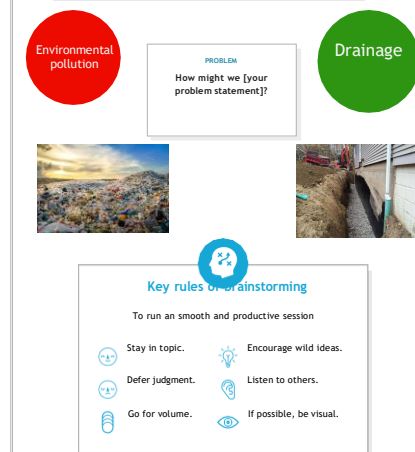 Environmental
pollution
PROBLEM
How might we [your
problem statement]?
Drainage
Key rules of brainstorming
To run an smooth and productive session
Stay in topic.
Encourage wild ideas.
Defer judgment.
Listen to others.
Go for volume.
If possible, be visual.